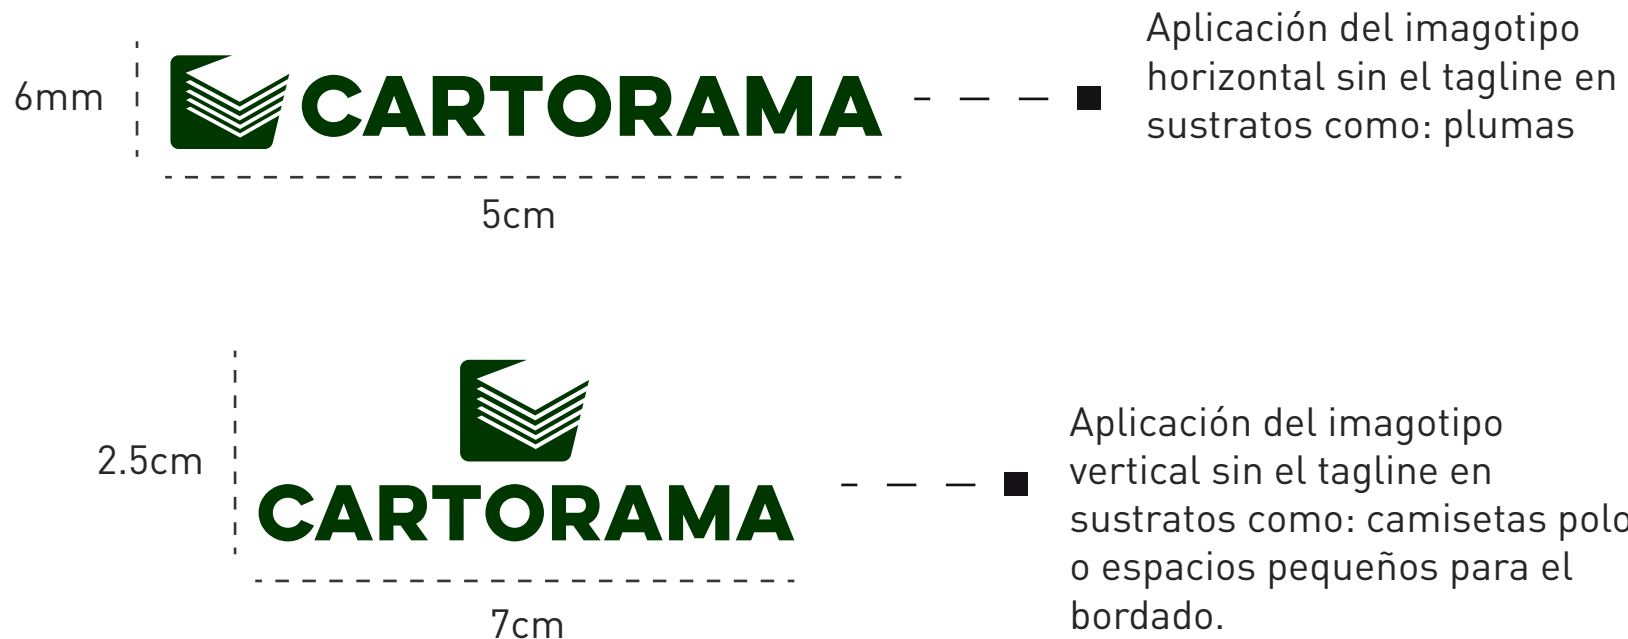 6mm
CARTORAMA
5cm
Aplicación del imagotipo
horizontal sin el tagline en
sustratos como: plumas
2.5cm
CARTORAMA
7cm
Aplicación del imagotipo
vertical sin el tagline en
sustratos como: camisetas polo
o espacios pequeños para el
bordado.